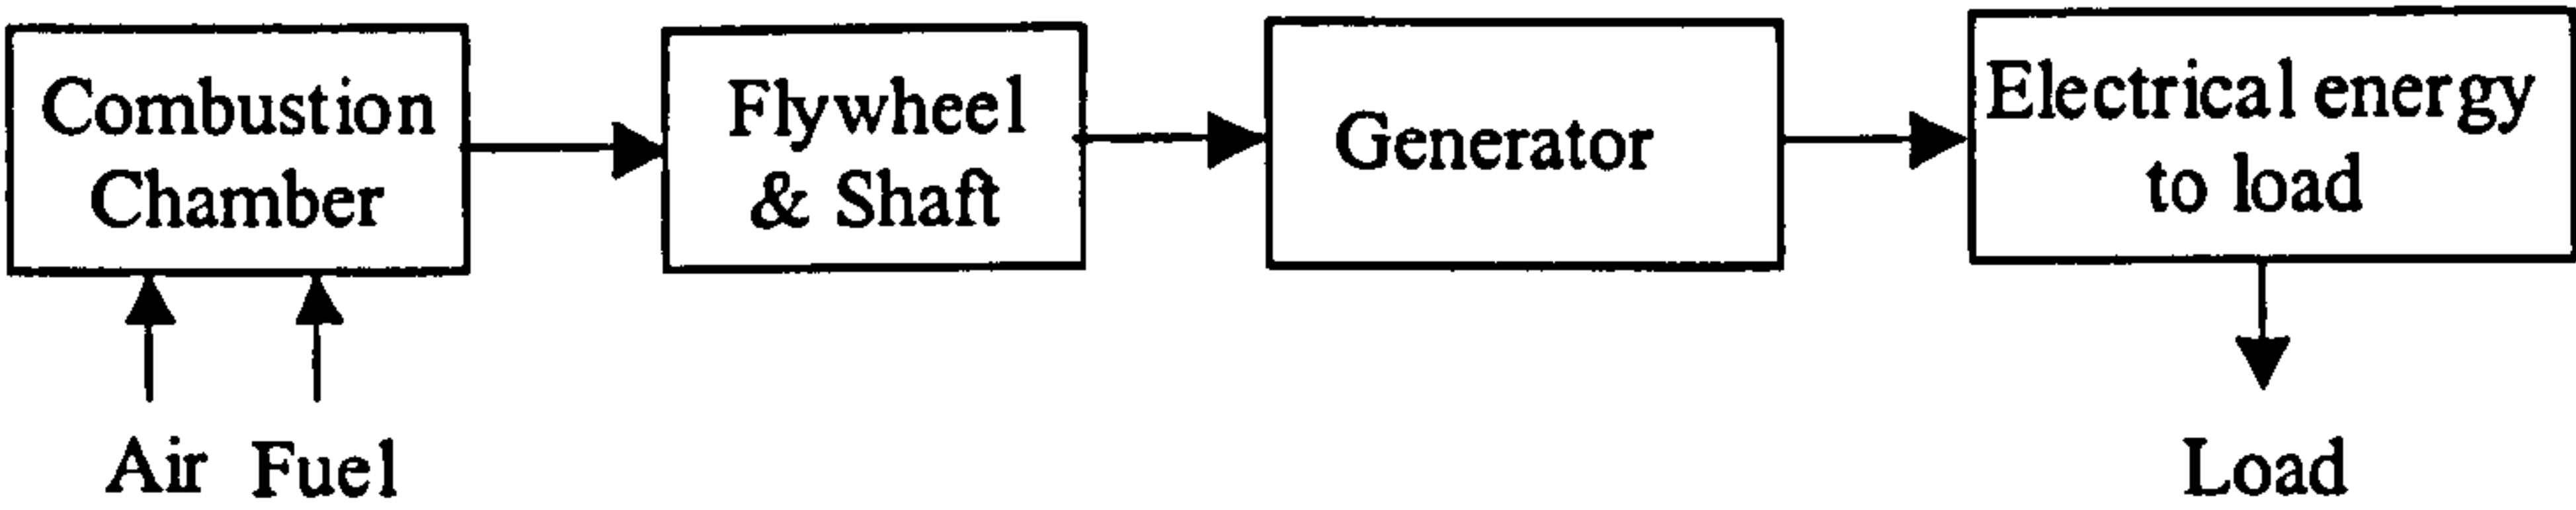 Combustion
Chamber
Flywheel
& Shaft
Generator
Electrical energy
to load
Air
Fuel
Load